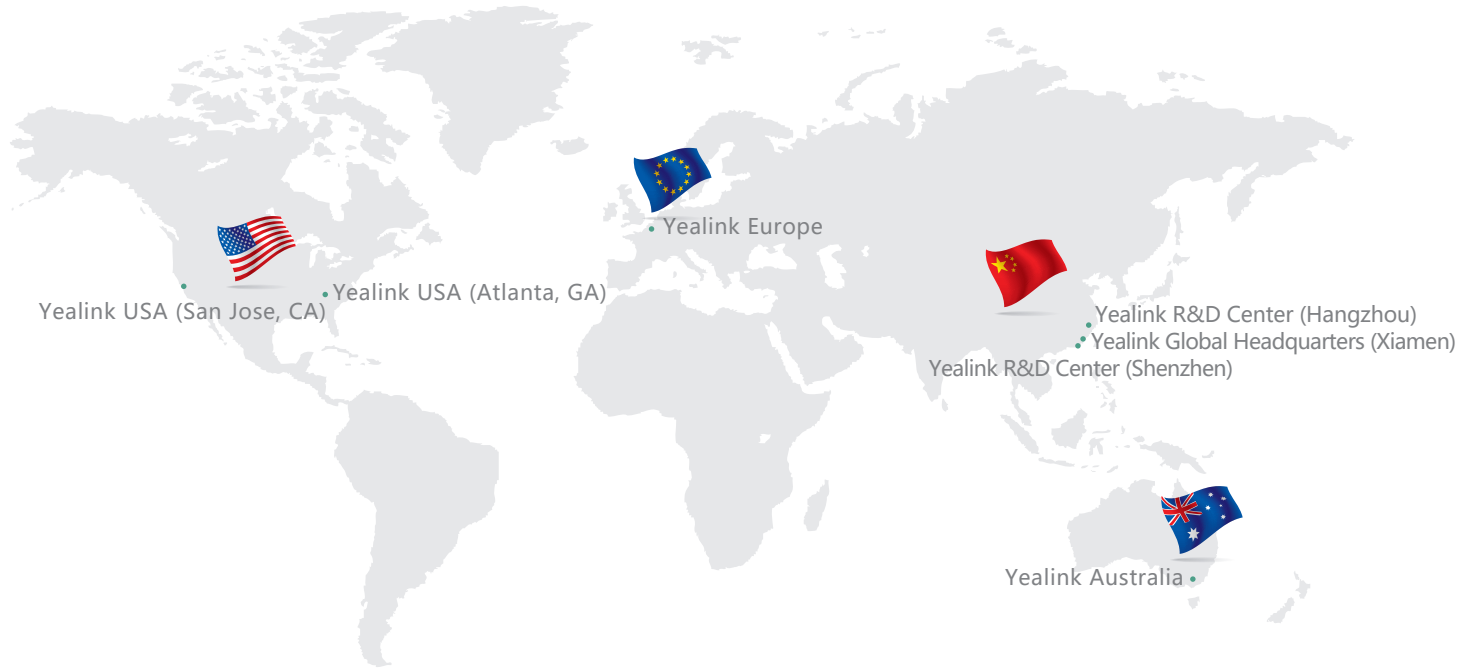 Yealink Europe
Yealink USA (Atlanta, GA)
Yealink USA (San Jose, CA)
Yealink R&D Center (Hangzhou)
Yealink Global Headquarters (Xiamen)
Yealink R&D Center (Shenzhen)
Yealink Australia